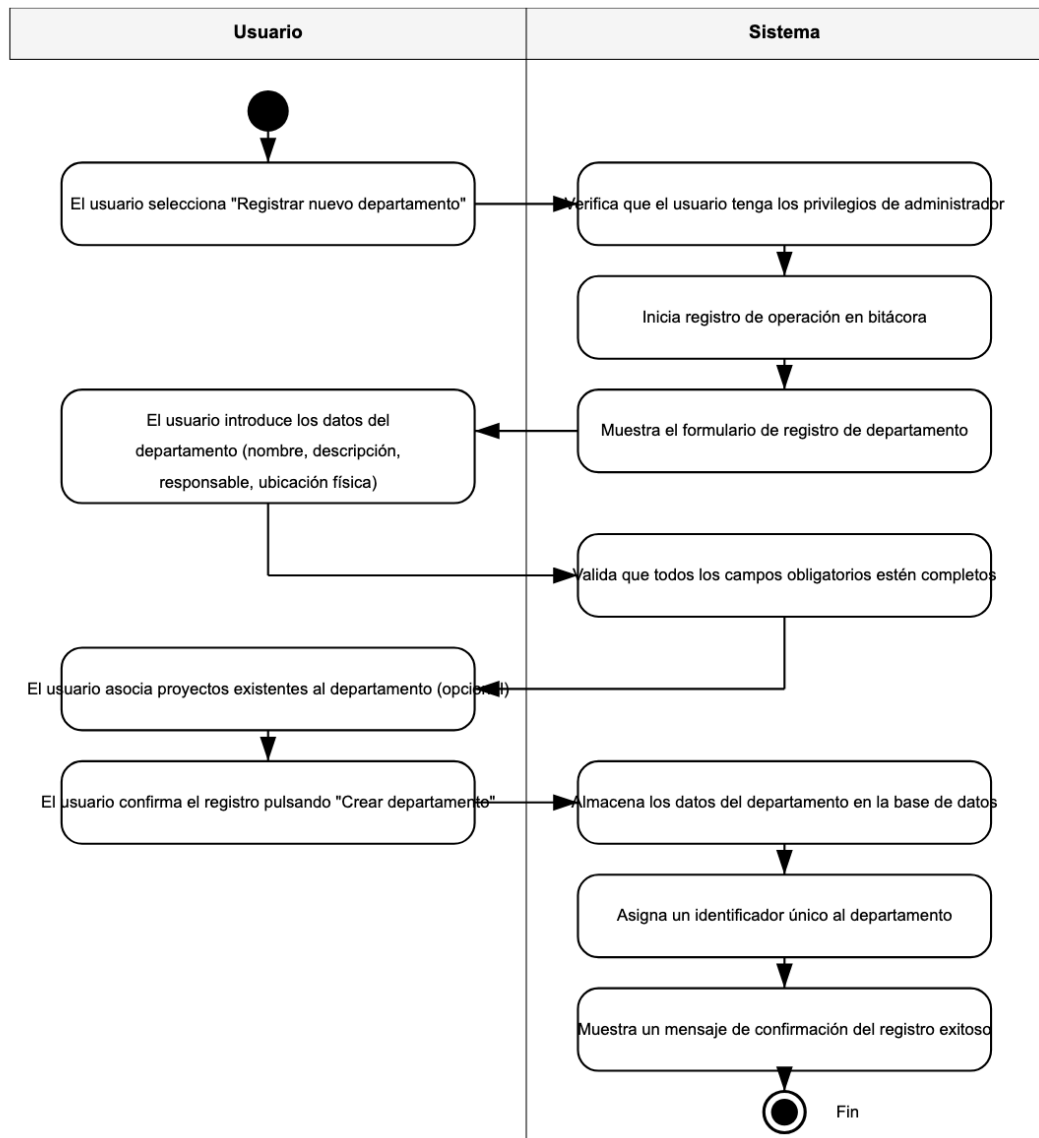 Usuario
Sistema
El usuario selecciona "Registrar nuevo departamento"
Verifica que el usuario tenga los privilegios de administrador
Inicia registro de operación en bitácora
Muestra el formulario de registro de departamento
El usuario introduce los datos del
departamento (nombre, descripción,
responsable, ubicación física)
Valida que todos los campos obligatorios estén completos
El usuario asocia proyectos existentes al departamento (opcional)
El usuario confirma el registro pulsando "Crear departamento"
Almacena los datos del departamento en la base de datos
Asigna un identificador único al departamento
Muestra un mensaje de confirmación del registro exitoso
Fin